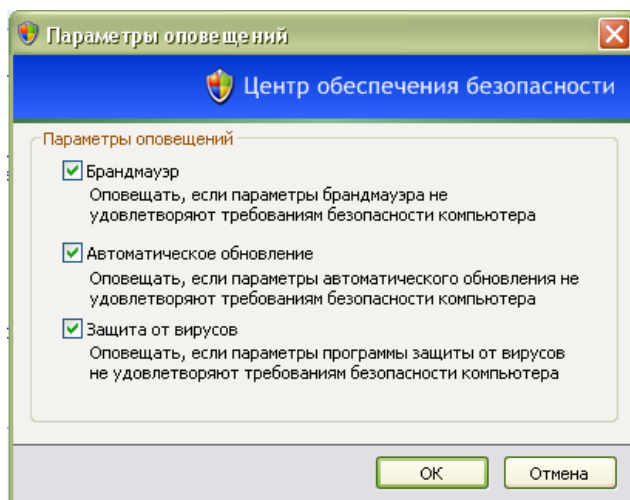 Параметры оповещений
Центр обеспечения безопасности
Параметры оповещений
Брандмауэр
Оповещать, если параметры брандмауэра не
удовлетворяют требованиям безопасности компьютера
Автоматическое обновление
Оповещать, если параметры автоматического обновления не
удовлетворяют требованиям безопасности компьютера
Защита от вирусов
Оповещать, если параметры программы защиты от вирусов
не удовлетворяют требованиям безопасности компьютера
ОК
Отмена